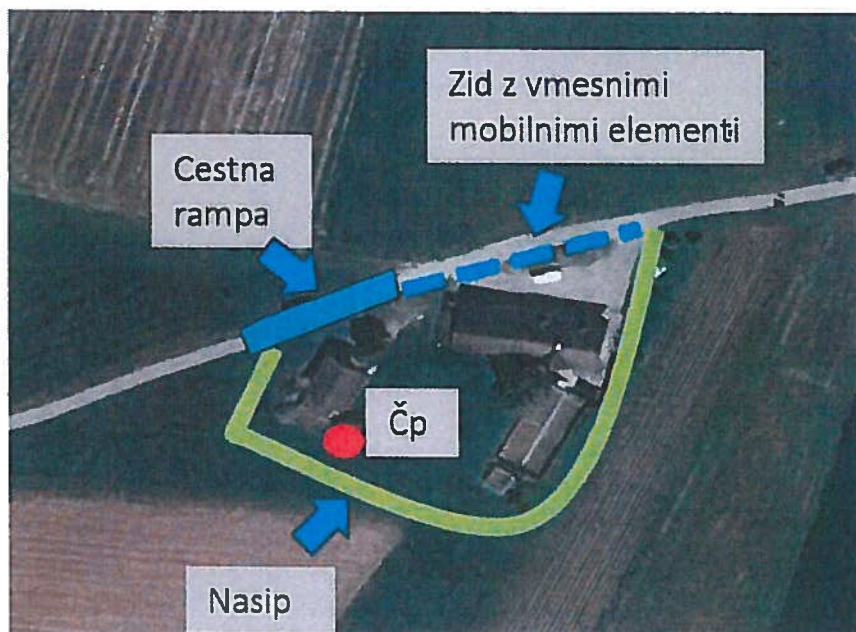 Zid z vmesnimi
mobilnimi elementi
Cestna
rampa
Čp
Nasip